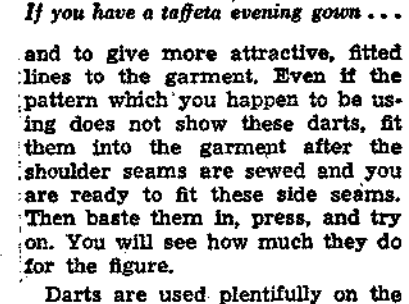 If you have a taffeta evening gown...
and to give more attractive, fitted
lines to the garment. Even if the
pattern which you happen to be us-
ing does not show these darts, fit
them into the garment after the
shoulder seams are sewed and you
are ready to fit these side seams.
Then baste them in, press, and try
on. You will see how much they do
for the figure.
Darts are used plentifully on the